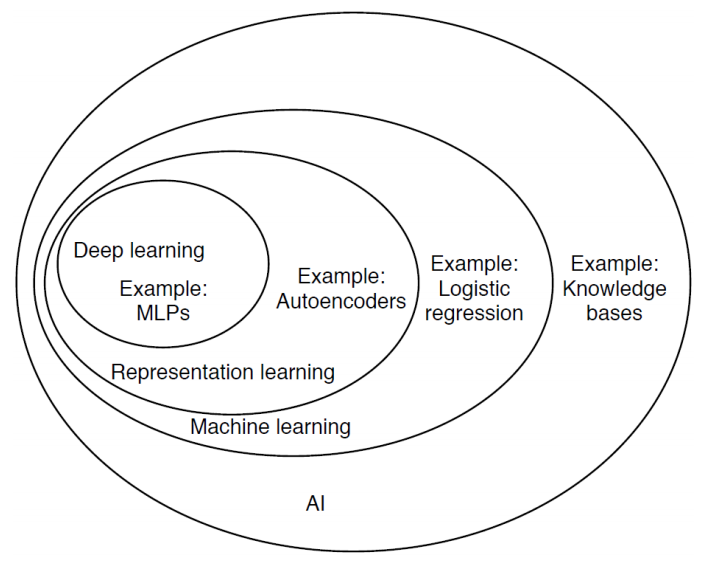 Deep learning
Example:
MLPs
Example:
Autoencoders
Example:
Logistic
regression
Example:
Knowledge
bases
Representation learning
Machine learning
AI